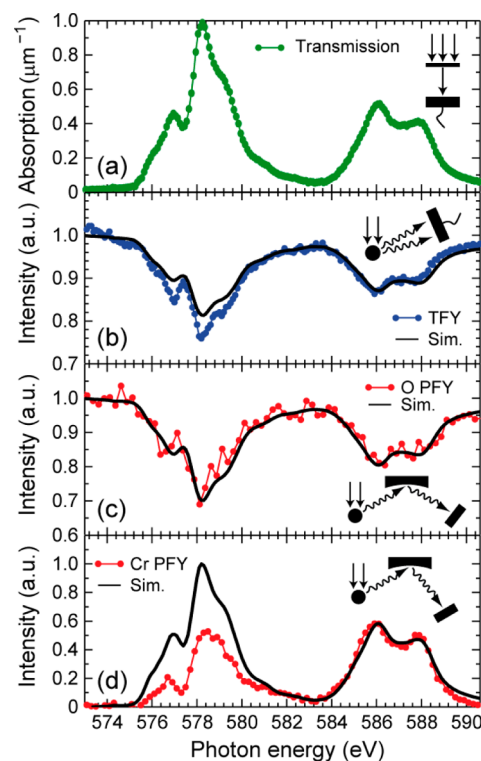 1.0
0.8
0.6
0.4
0.2
0
Absorption (μm⁻¹)
Transmission
(a)
1.0
0.9
0.8
0.7
Intensity (a.u.)
TFY
Sim.
(b)
1.0
0.9
0.8
0.7
0.6
Intensity (a.u.)
O PFY
Sim.
(c)
1.0
0.8
0.6
0.4
0.2
0
Intensity (a.u.)
Cr PFY
Sim.
(d)
574 576 578 580 582 584 586 588 590
Photon energy (eV)